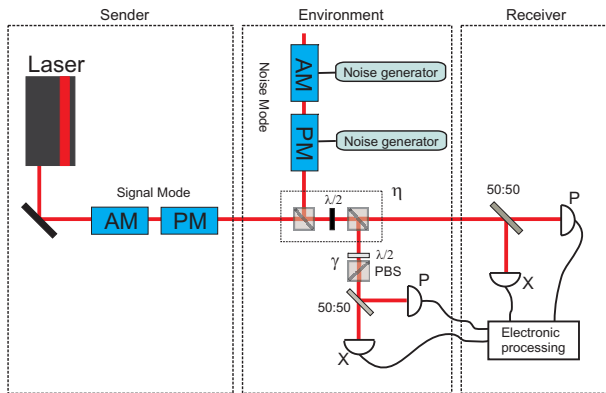 Sender
Environment
Receiver
Laser
Noise Mode
AM
Noise generator
PM
Noise generator
Signal Mode
AM
PM
λ/2
η
50:50
P
X
γ
λ/2
PBS
50:50
P
X
Electronic
processing